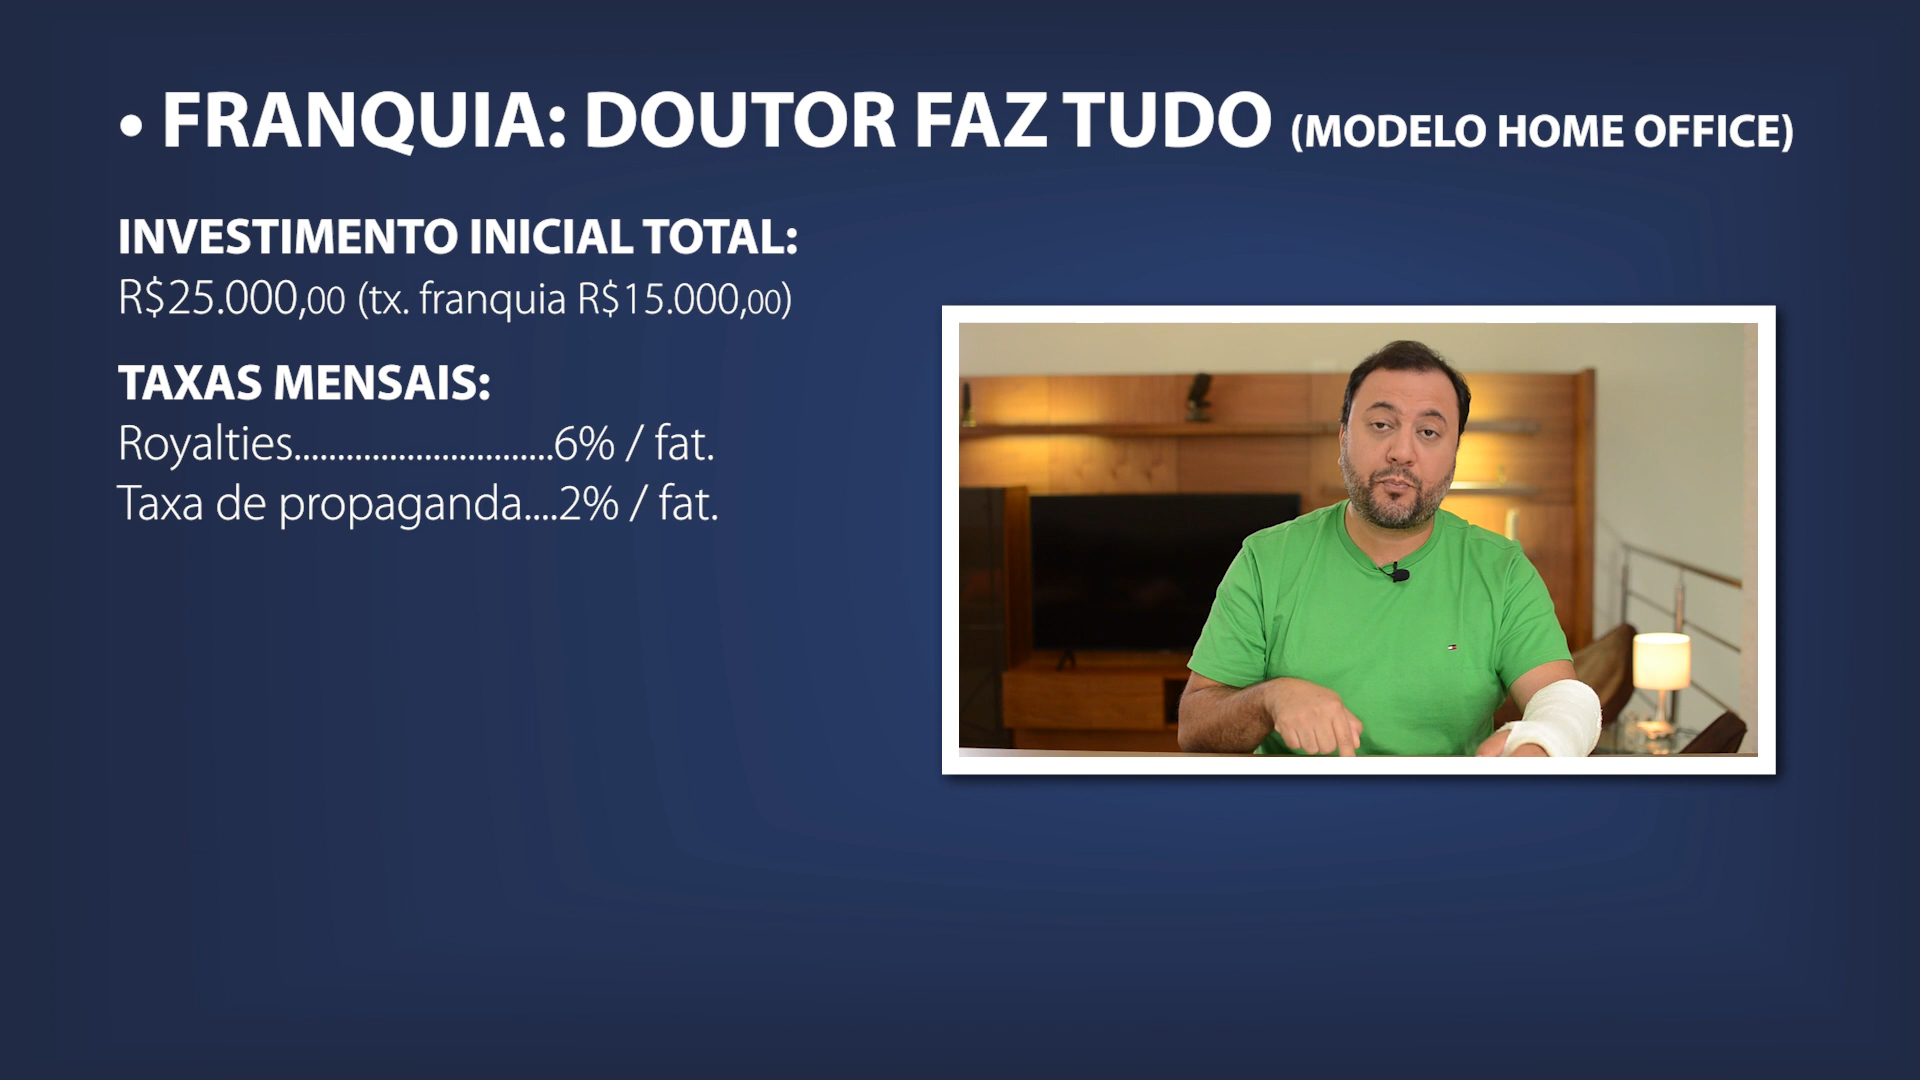 • FRANQUIA: DOUTOR FAZ TUDO (MODELO HOME OFFICE)
INVESTIMENTO INICIAL TOTAL:
R$25.000,00 (tx. franquia R$15.000,00)
TAXAS MENSAIS:
Royalties..............................6% / fat.
Taxa de propaganda....2% / fat.